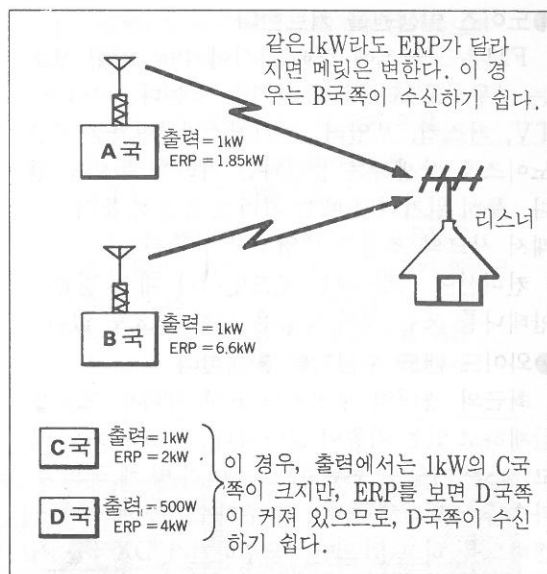 같은 1kW라도 ERP가 달라
지면 메릿은 변한다. 이 경
우는 B국쪽이 수신하기 쉽다.
A 국
출력=1kW
ERP=1.85kW
리스네
B 국
출력=1kW
ERP=6.6kW
C 국
출력=1kW
ERP=2kW
D 국
출력=500W
ERP=4kW
이 경우, 출력에서는 1kW의 C국
쪽이 크지만, ERP를 보면 D국쪽
이 커져 있으므로, D국쪽이 수신
하기 쉽다.